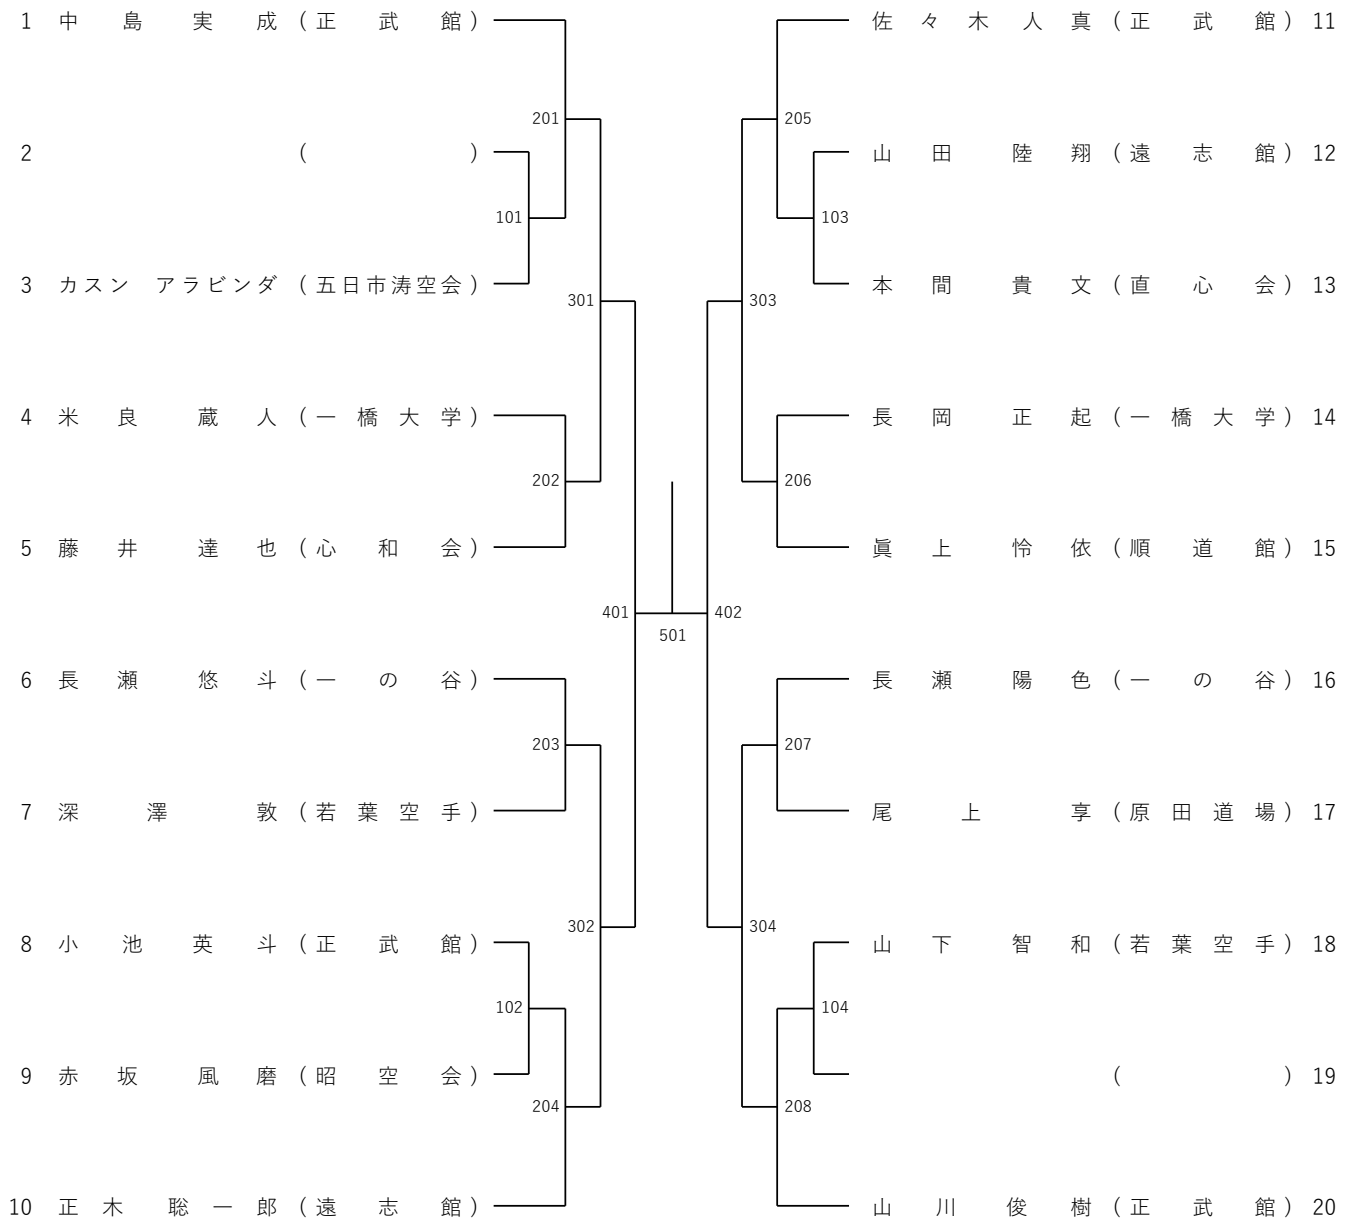 1 中島実成 (正武館) 佐々木人真 (正武館) 11
201 205
2 ( ) 山田陸翔 (遠志館) 12
101 103
3 カスン アラビンダ (五日市涛空会) 本間貴文 (直心会) 13
301 303
4 米良蔵人 (一橋大学) 長岡正起 (一橋大学) 14
202 206
5 藤井達也 (心和会) 眞上怜依 (順道館) 15
401 402
501
6 長瀬悠斗 (一の谷) 長瀬陽色 (一の谷) 16
203 207
7 深澤敦 (若葉空手) 尾上享 (原田道場) 17
302 304
8 小池英斗 (正武館) 山下智和 (若葉空手) 18
102 104
9 赤坂風磨 (昭空会) ( ) 19
204 208
10 正木聡一郎 (遠志館) 山川俊樹 (正武館) 20